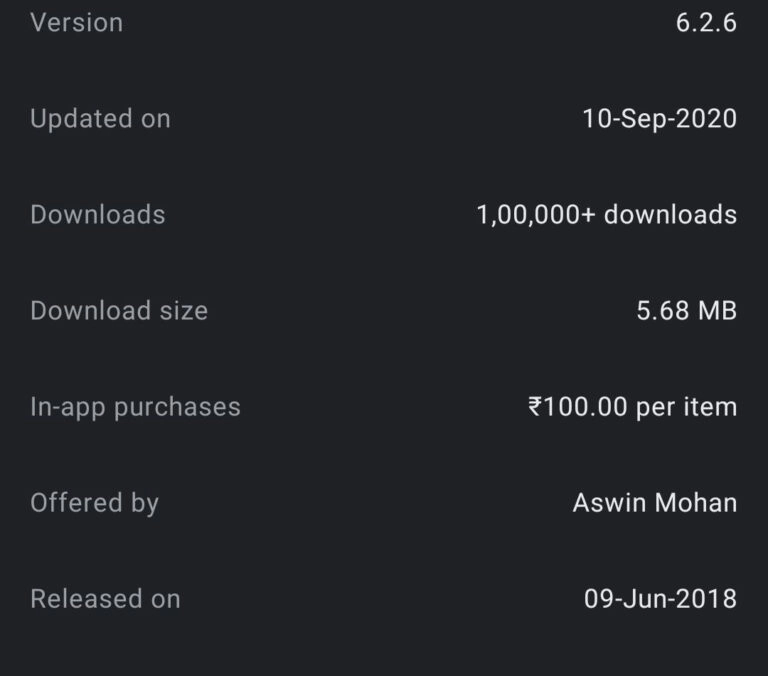 Version 6.2.6
Updated on 10-Sep-2020
Downloads 1,00,000+ downloads
Download size 5.68 MB
In-app purchases ₹100.00 per item
Offered by Aswin Mohan
Released on 09-Jun-2018